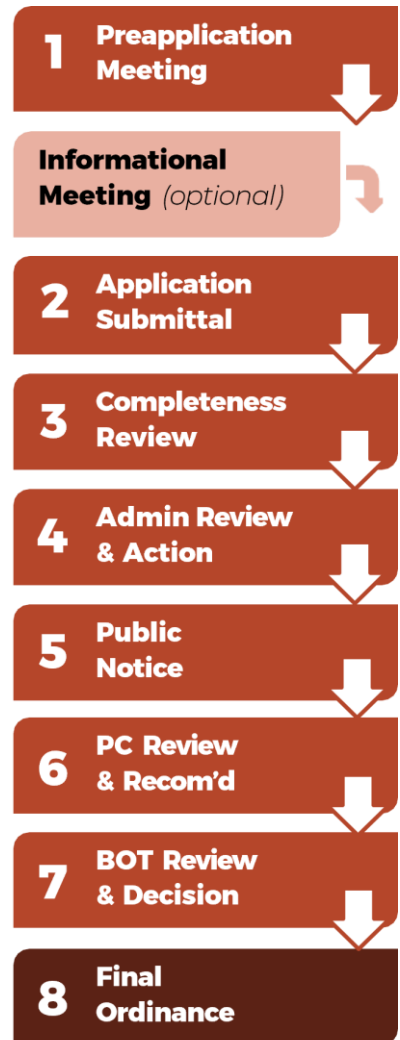 1 Preapplication
Meeting
Informational
Meeting (optional)
2 Application
Submittal
3 Completeness
Review
4 Admin Review
& Action
5 Public
Notice
6 PC Review
& Recom’d
7 BOT Review
& Decision
8 Final
Ordinance